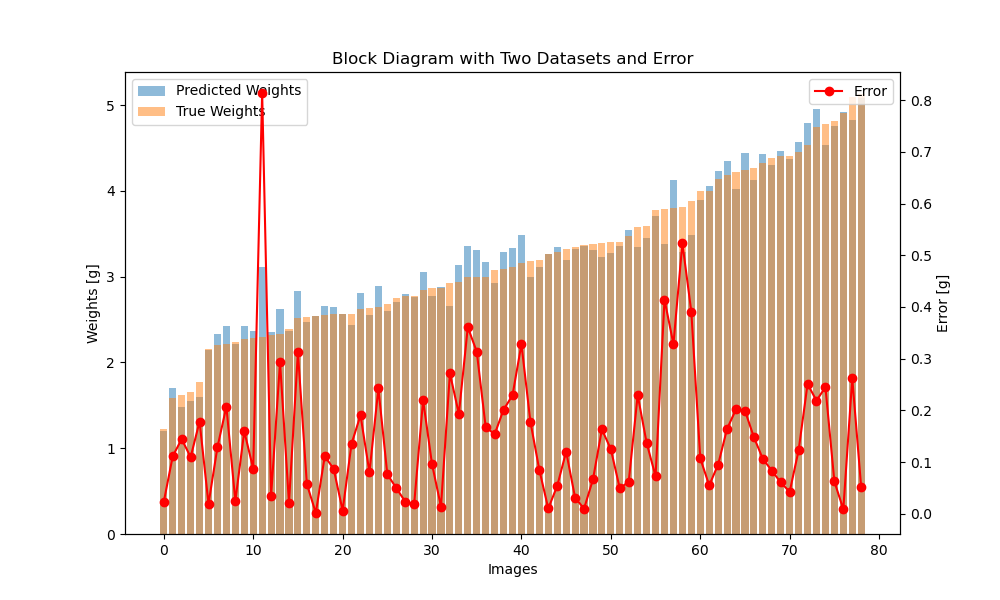 Block Diagram with Two Datasets and Error
Predicted Weights
True Weights
Error
5
4
3
2
1
0
Weights [g]
0.8
0.7
0.6
0.5
0.4
0.3
0.2
0.1
0.0
Error [g]
0 10 20 30 40 50 60 70 80
Images